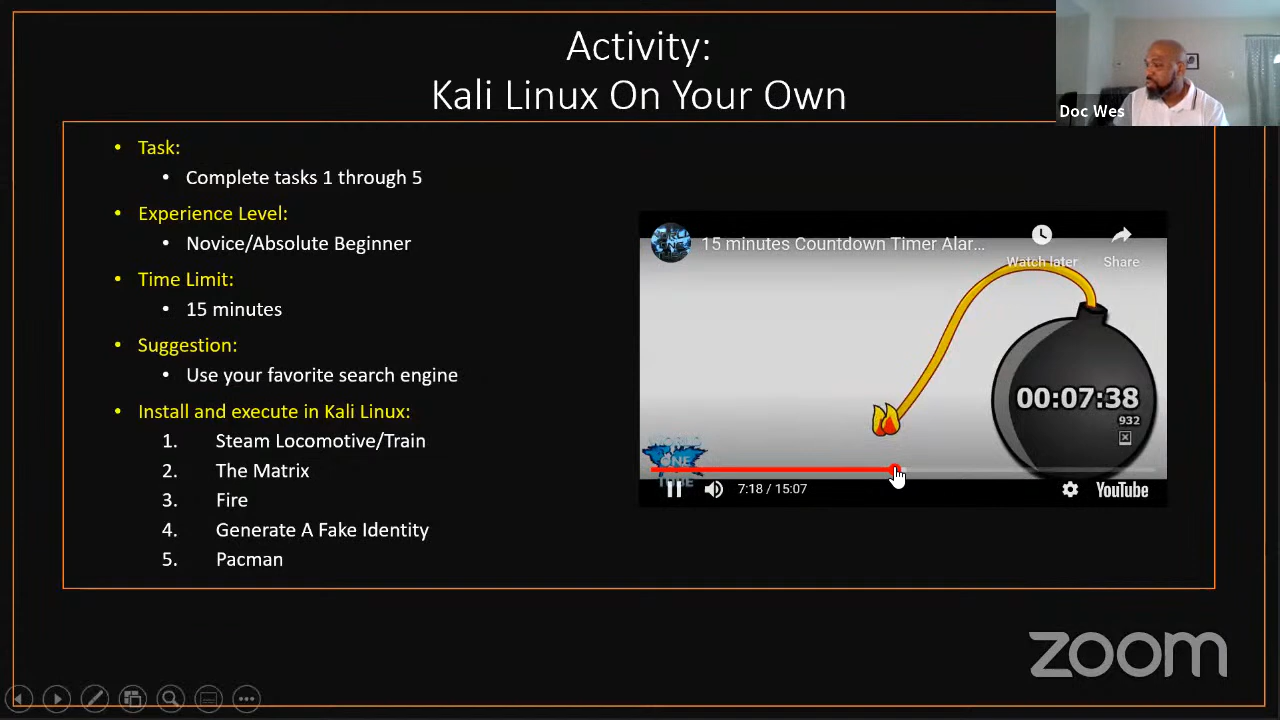 Activity:
Kali Linux On Your Own
Doc Wes
Task:
Complete tasks 1 through 5
Experience Level:
Novice/Absolute Beginner
Time Limit:
15 minutes
Suggestion:
Use your favorite search engine
Install and execute in Kali Linux:
1. Steam Locomotive/Train
2. The Matrix
3. Fire
4. Generate A Fake Identity
5. Pacman
15 minutes Countdown Timer Alar...
Watch later
Share
00:07:38
932
WORLD
ONE
TUBE
7:18 / 15:07
YouTube
zoom